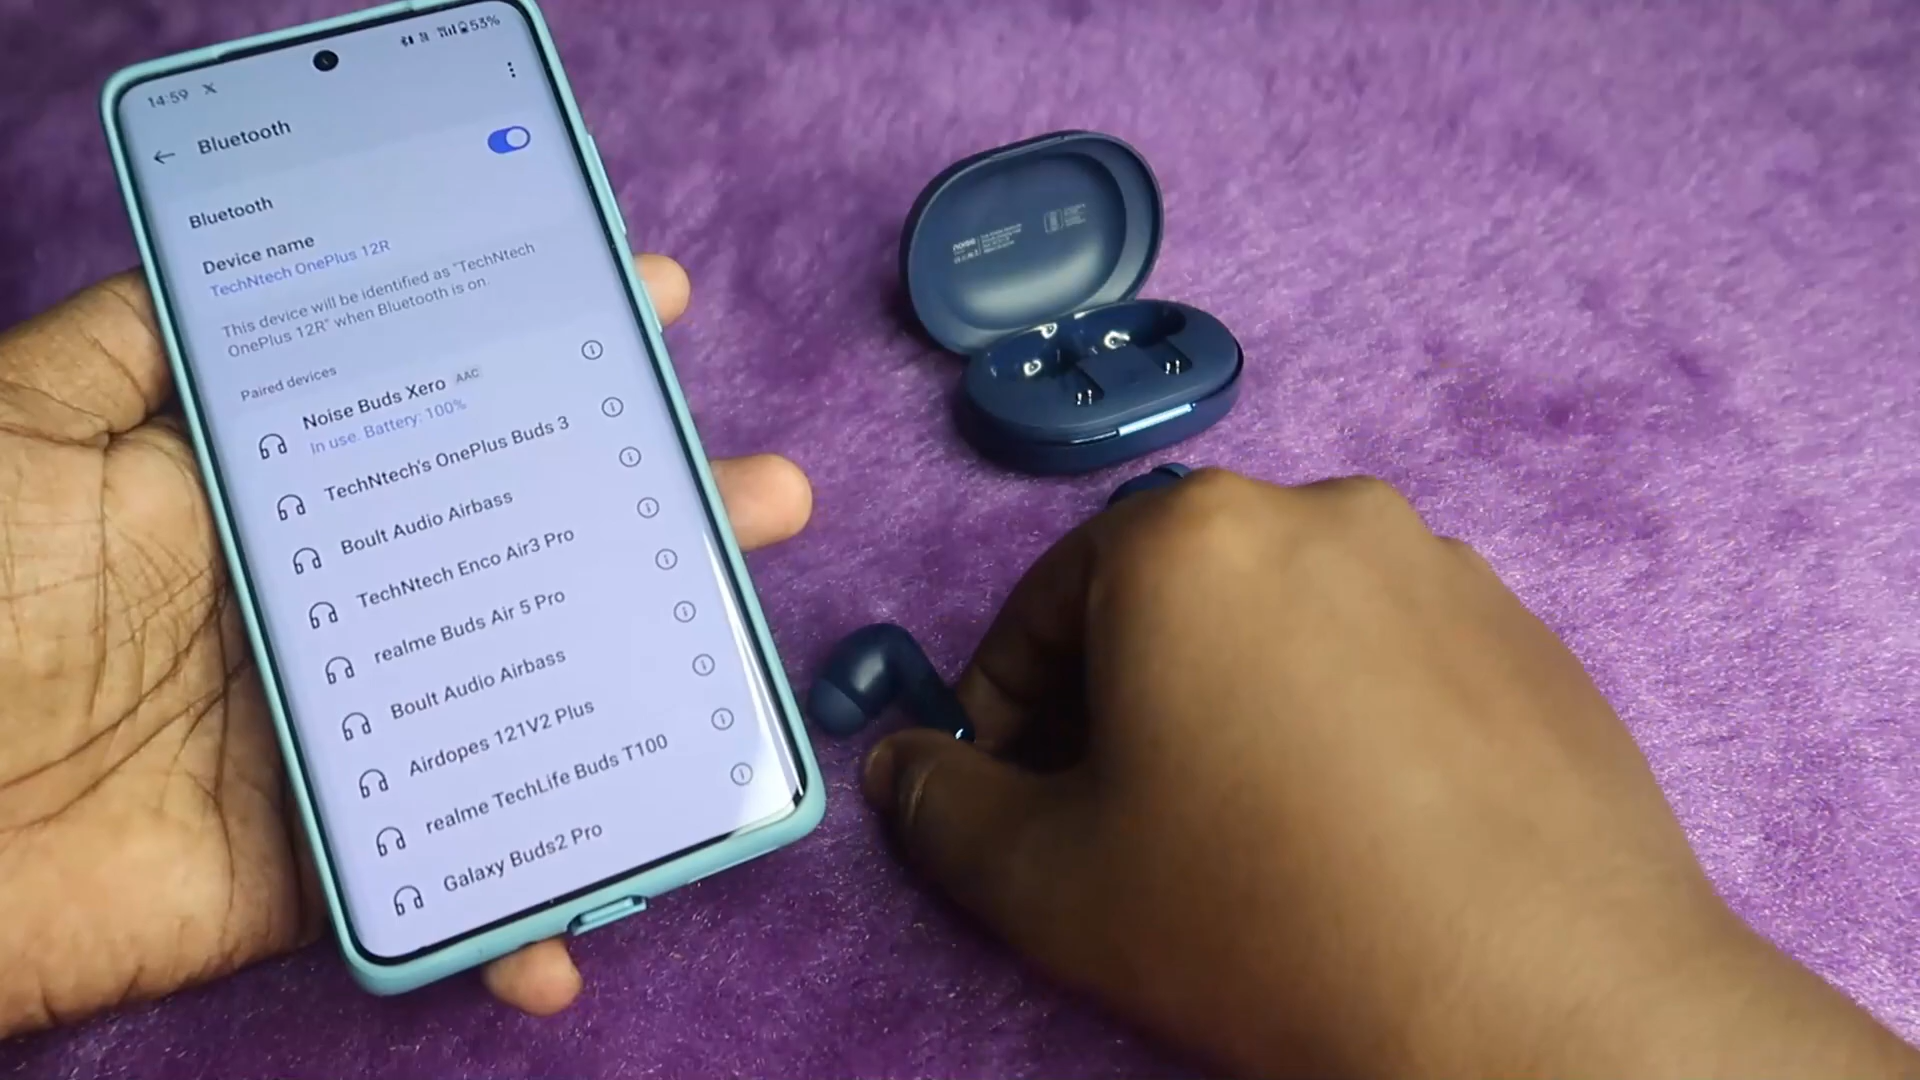 14:59
53%
Bluetooth
Bluetooth
Device name
TechNtech OnePlus 12R
This device will be identified as "TechNtech
OnePlus 12R" when Bluetooth is on.
Paired devices
Noise Buds Xero AAC
In use. Battery: 100%
TechNtech's OnePlus Buds 3
Boult Audio Airbass
TechNtech Enco Air3 Pro
realme Buds Air 5 Pro
Boult Audio Airbass
Airdopes 121V2 Plus
realme TechLife Buds T100
Galaxy Buds2 Pro
noise